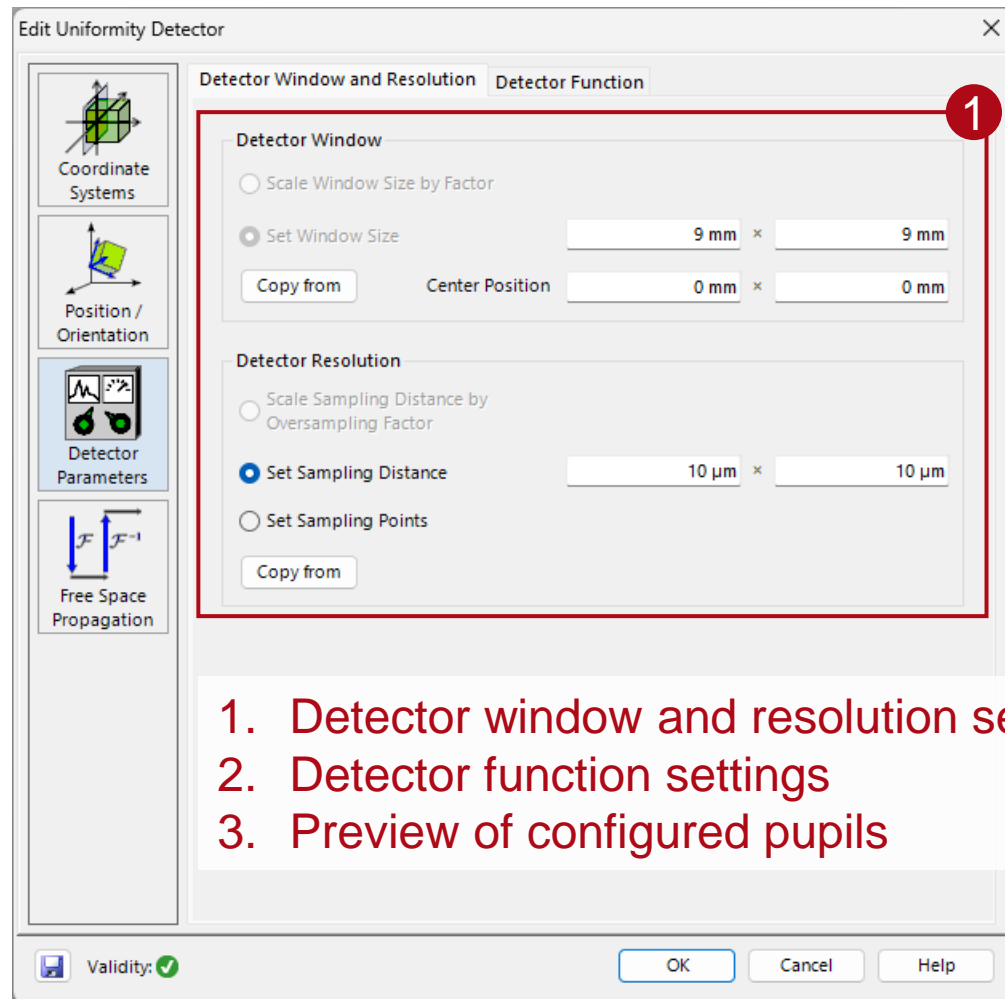 Edit Uniformity Detector
Coordinate
Systems
Position /
Orientation
Detector
Parameters
ℱ ℱ⁻¹
Free Space
Propagation
Detector Window and Resolution Detector Function
1
Detector Window
Scale Window Size by Factor
Set Window Size 9 mm × 9 mm
Copy from Center Position 0 mm × 0 mm
Detector Resolution
Scale Sampling Distance by
Oversampling Factor
Set Sampling Distance 10 µm × 10 µm
Set Sampling Points
Copy from
1. Detector window and resolution se
2. Detector function settings
3. Preview of configured pupils
Validity: OK Cancel Help